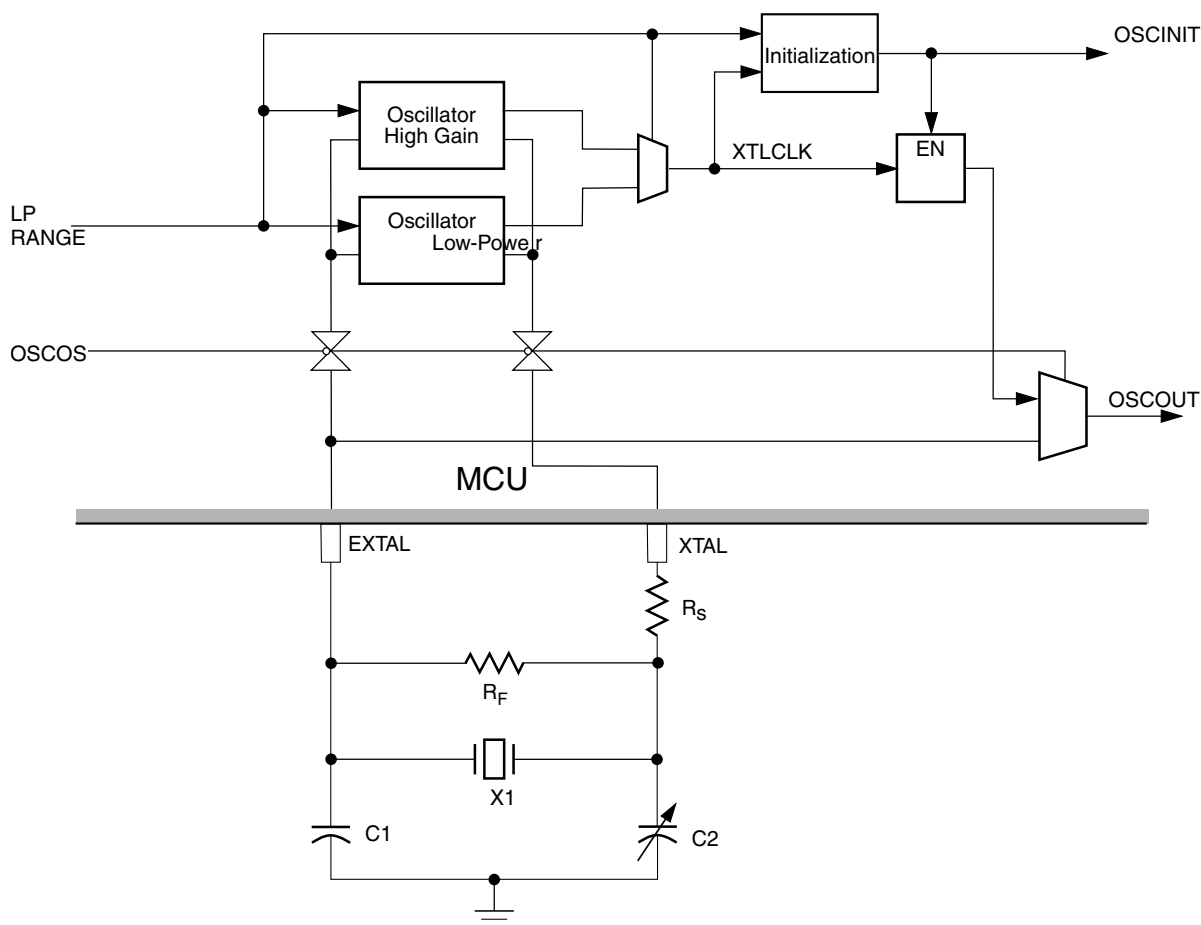 OSCINIT
Initialization
Oscillator
High Gain
XTLCLK
EN
LP
RANGE
Oscillator
Low-Powe r
OSCOS
OSCOUT
MCU
EXTAL
XTAL
RS
RF
X1
C1
C2